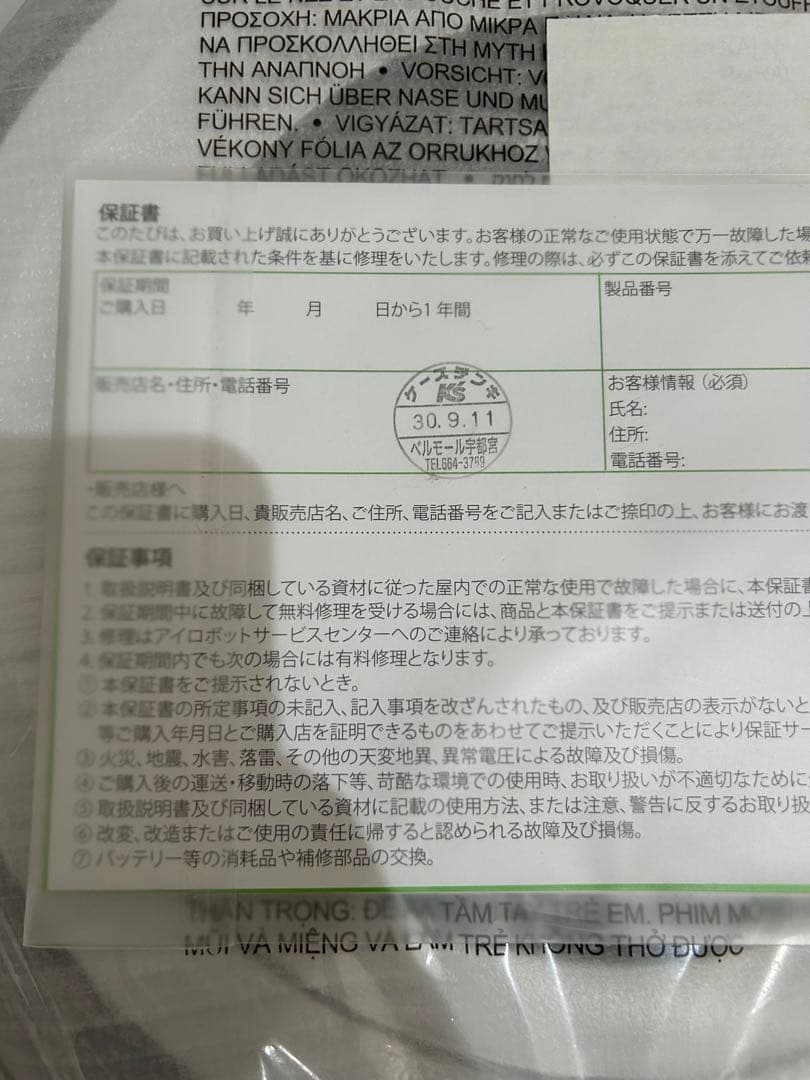 ΠΡΟΣΟΧΗ: ΜΑΚΡΙΑ ΑΠΟ ΜΙΚΡΑ
ΝΑ ΠΡΟΣΚΟΛΛΗΘΕΙ ΣΤΗ ΜΥΤΗ
ΤΗΝ ΑΝΑΠΝΟΗ • VORSICHT:
KANN SICH ÜBER NASE UND MU
FÜHREN. • VIGYÁZAT: TARTSA
VÉKONY FÓLIA AZ ORRUKHOZ
FULLADÁST OKOZHAT •
保証書
このたびは、お買い上げ誠にありがとうございます。お客様の正常なご使用状態で万一故障した場
本保証書に記載された条件を基に修理をいたします。修理の際は、必ずこの保証書を添えてご依頼
保証期間
ご購入日 年 月 日から1年間
製品番号
販売店名・住所・電話番号
ケーズデンキ
K's
30.9.11
ベルモール宇都宮
TEL664-3789
お客様情報(必須)
氏名:
住所:
電話番号:
・販売店様へ
この保証書に購入日、貴販売店名、ご住所、電話番号をご記入またはご捺印の上、お客様にお渡
保証事項
1. 取扱説明書及び同梱している資材に従った屋内での正常な使用で故障した場合に、本保証書
2. 保証期間中に故障して無料修理を受ける場合には、商品と本保証書をご提示または送付の上
3. 修理はアイロボットサービスセンターへのご連絡により承っております。
4. 保証期間内でも次の場合には有料修理となります。
① 本保証書をご提示されないとき。
② 本保証書の所定事項の未記入、記入事項を改ざんされたもの、及び販売店の表示がないと
等ご購入年月日とご購入店を証明できるものをあわせてご提示いただくことにより保証サー
③ 火災、地震、水害、落雷、その他の天変地異、異常電圧による故障及び損傷。
④ ご購入後の運送・移動時の落下等、苛酷な環境での使用時、お取り扱いが不適切なために
⑤ 取扱説明書及び同梱している資材に記載の使用方法、または注意、警告に反するお取り扱
⑥ 改変、改造またはご使用の責任に帰すると認められる故障及び損傷。
⑦ バッテリー等の消耗品や補修部品の交換。
THẬN TRỌNG: ĐỂ XA TẦM TAY TRẺ EM. PHIM MỎ
MŨI VÀ MIỆNG VÀ LÀM TRẺ KHÔNG THỞ ĐƯỢC